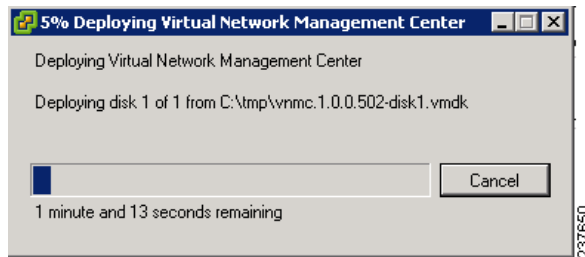 5% Deploying Virtual Network Management Center
Deploying Virtual Network Management Center
Deploying disk 1 of 1 from C:\tmp\vnmc.1.0.0.502-disk1.vmdk
Cancel
1 minute and 13 seconds remaining
237650